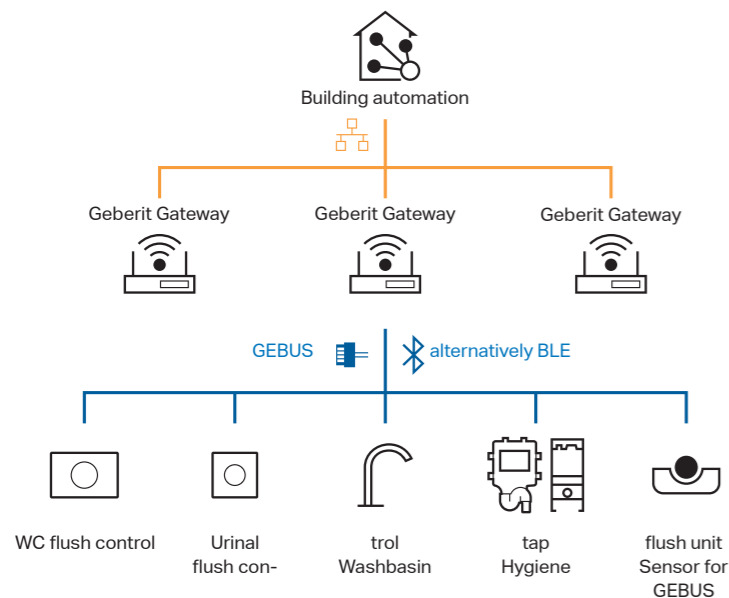 Building automation
Geberit Gateway
Geberit Gateway
Geberit Gateway
GEBUS
alternatively BLE
WC flush control
Urinal
flush con-
trol
Washbasin
tap
Hygiene
flush unit
Sensor for
GEBUS